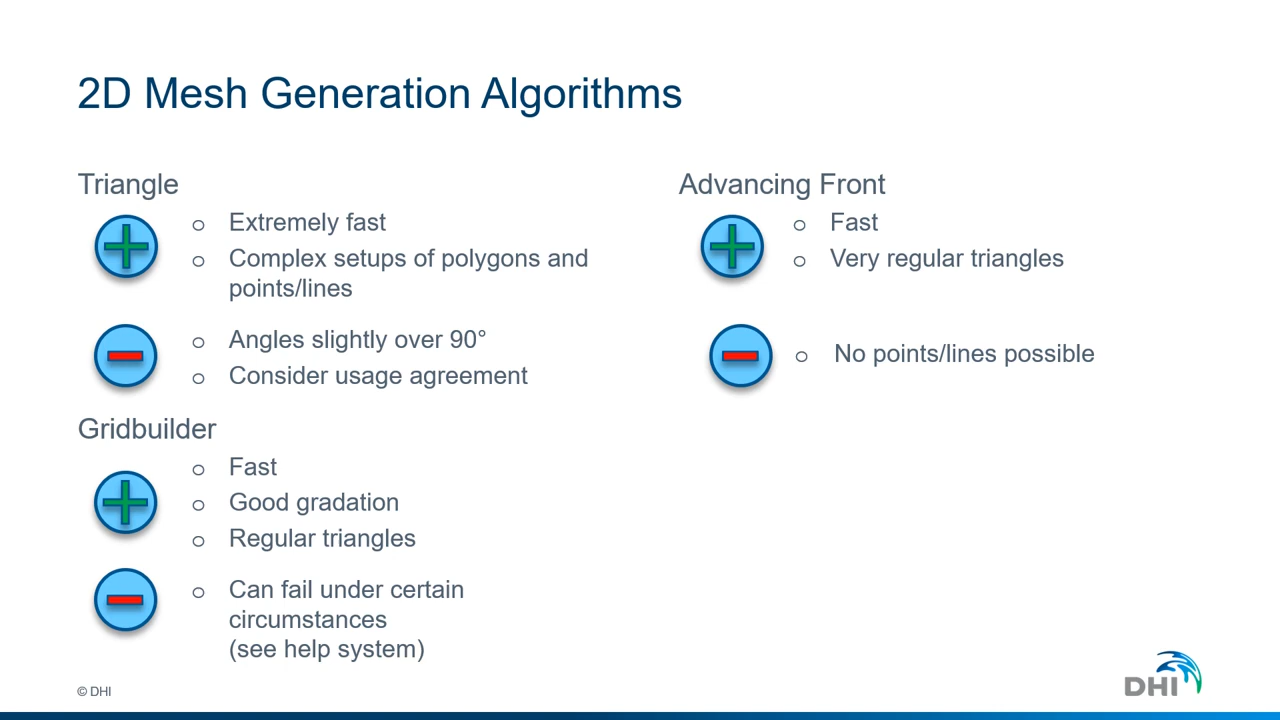 2D Mesh Generation Algorithms
Triangle
o Extremely fast
o Complex setups of polygons and
points/lines
o Angles slightly over 90°
o Consider usage agreement
Gridbuilder
o Fast
o Good gradation
o Regular triangles
o Can fail under certain
circumstances
(see help system)
Advancing Front
o Fast
o Very regular triangles
o No points/lines possible
© DHI
DHI